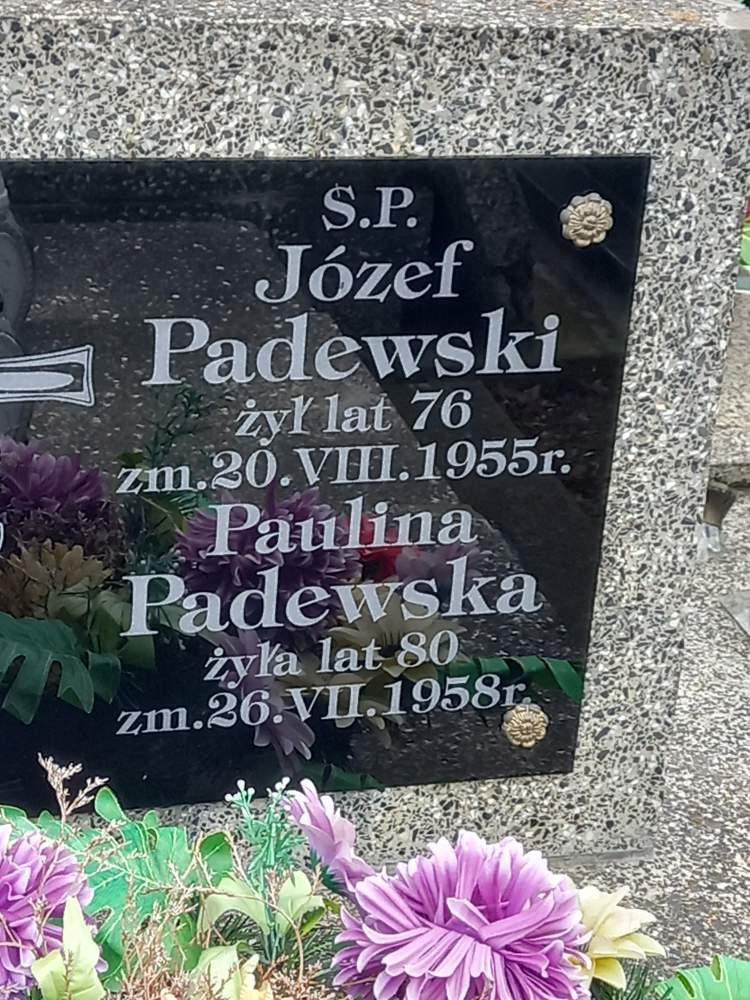 S.P.
Józef
Padewski
żył lat 76
zm.20.VIII.1955r.
Paulina
Padewska
żyła lat 80
zm.26.VII.1958r.